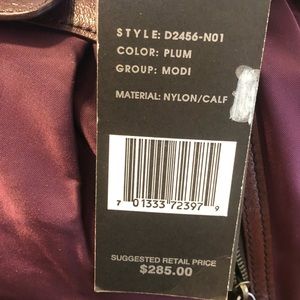 STYLE: D2456-N01
COLOR: PLUM
GROUP: MODI
MATERIAL: NYLON/CALF
7 01333 72397 9
SUGGESTED RETAIL PRICE
$285.00